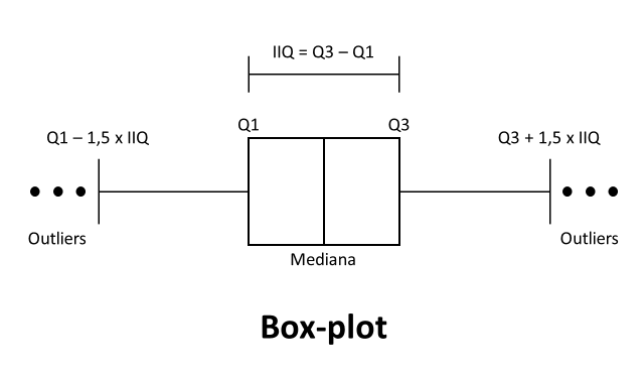 IIQ = Q3 – Q1
Q1
Q3
Q1 – 1,5 x IIQ
Q3 + 1,5 x IIQ
Outliers
Outliers
Mediana
Box-plot